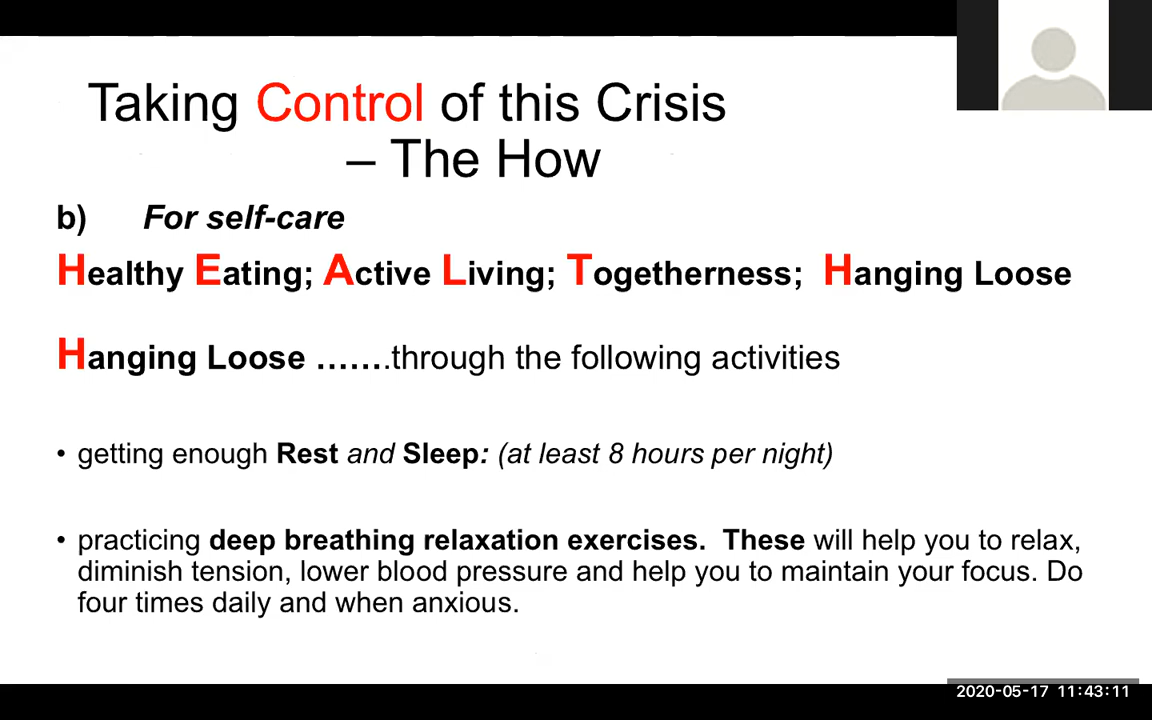 Taking Control of this Crisis
– The How
b) For self-care
Healthy Eating; Active Living; Togetherness; Hanging Loose
Hanging Loose ........through the following activities
• getting enough Rest and Sleep: (at least 8 hours per night)
• practicing deep breathing relaxation exercises. These will help you to relax,
diminish tension, lower blood pressure and help you to maintain your focus. Do
four times daily and when anxious.
2020-05-17 11:43:11